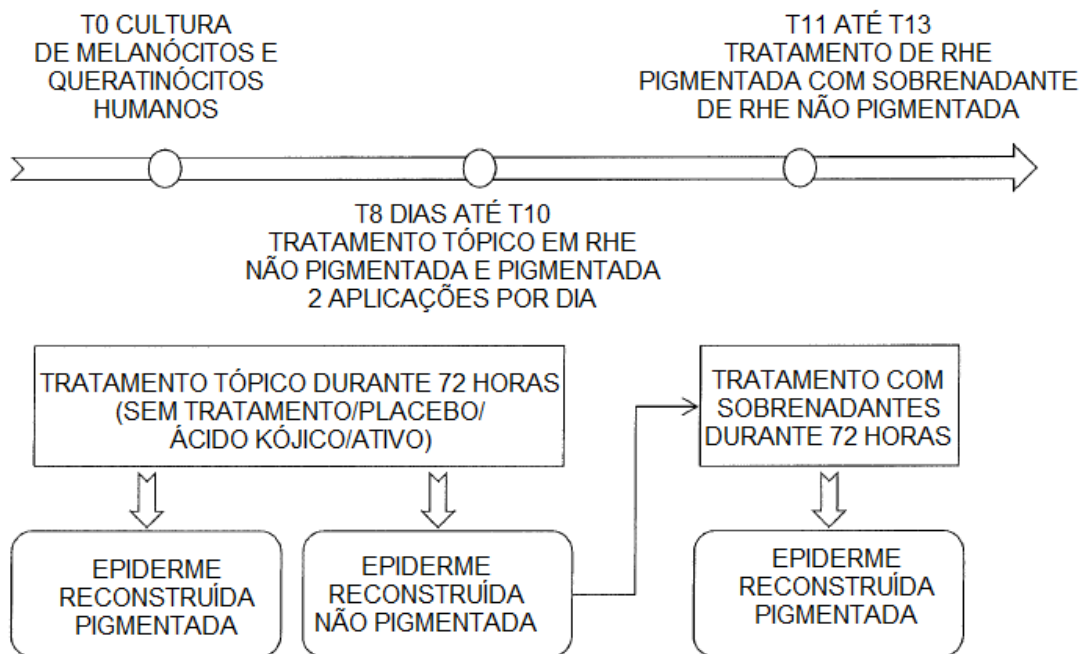 T0 CULTURA
DE MELANÓCITOS E
QUERATINÓCITOS
HUMANOS
T11 ATÉ T13
TRATAMENTO DE RHE
PIGMENTADA COM SOBRENADANTE
DE RHE NÃO PIGMENTADA
T8 DIAS ATÉ T10
TRATAMENTO TÓPICO EM RHE
NÃO PIGMENTADA E PIGMENTADA
2 APLICAÇÕES POR DIA
TRATAMENTO TÓPICO DURANTE 72 HORAS
(SEM TRATAMENTO/PLACEBO/
ÁCIDO KÓJICO/ATIVO)
TRATAMENTO COM
SOBRENADANTES
DURANTE 72 HORAS
EPIDERME
RECONSTRUÍDA
PIGMENTADA
EPIDERME
RECONSTRUÍDA
NÃO PIGMENTADA
EPIDERME
RECONSTRUÍDA
PIGMENTADA